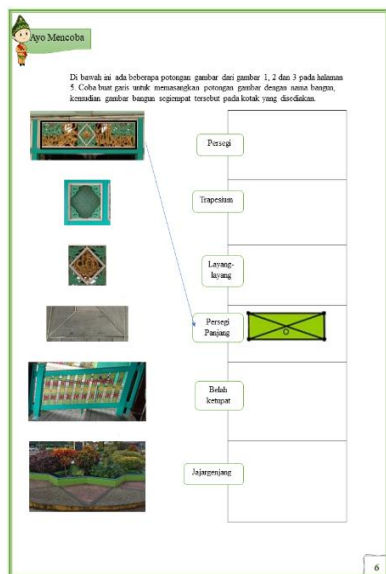 Ayo Mencoba
Di bawah ini ada beberapa potongan gambar dari gambar 1, 2 dan 3 pada halaman
5. Coba buat garis untuk memasangkan potongan gambar dengan nama bangun,
kemudian gambar bangun segiempat tersebut pada kotak yang disediakan.
Persegi
Trapesium
Layang-
layang
Persegi
Panjang
Belah
ketupat
Jajargenjang
6